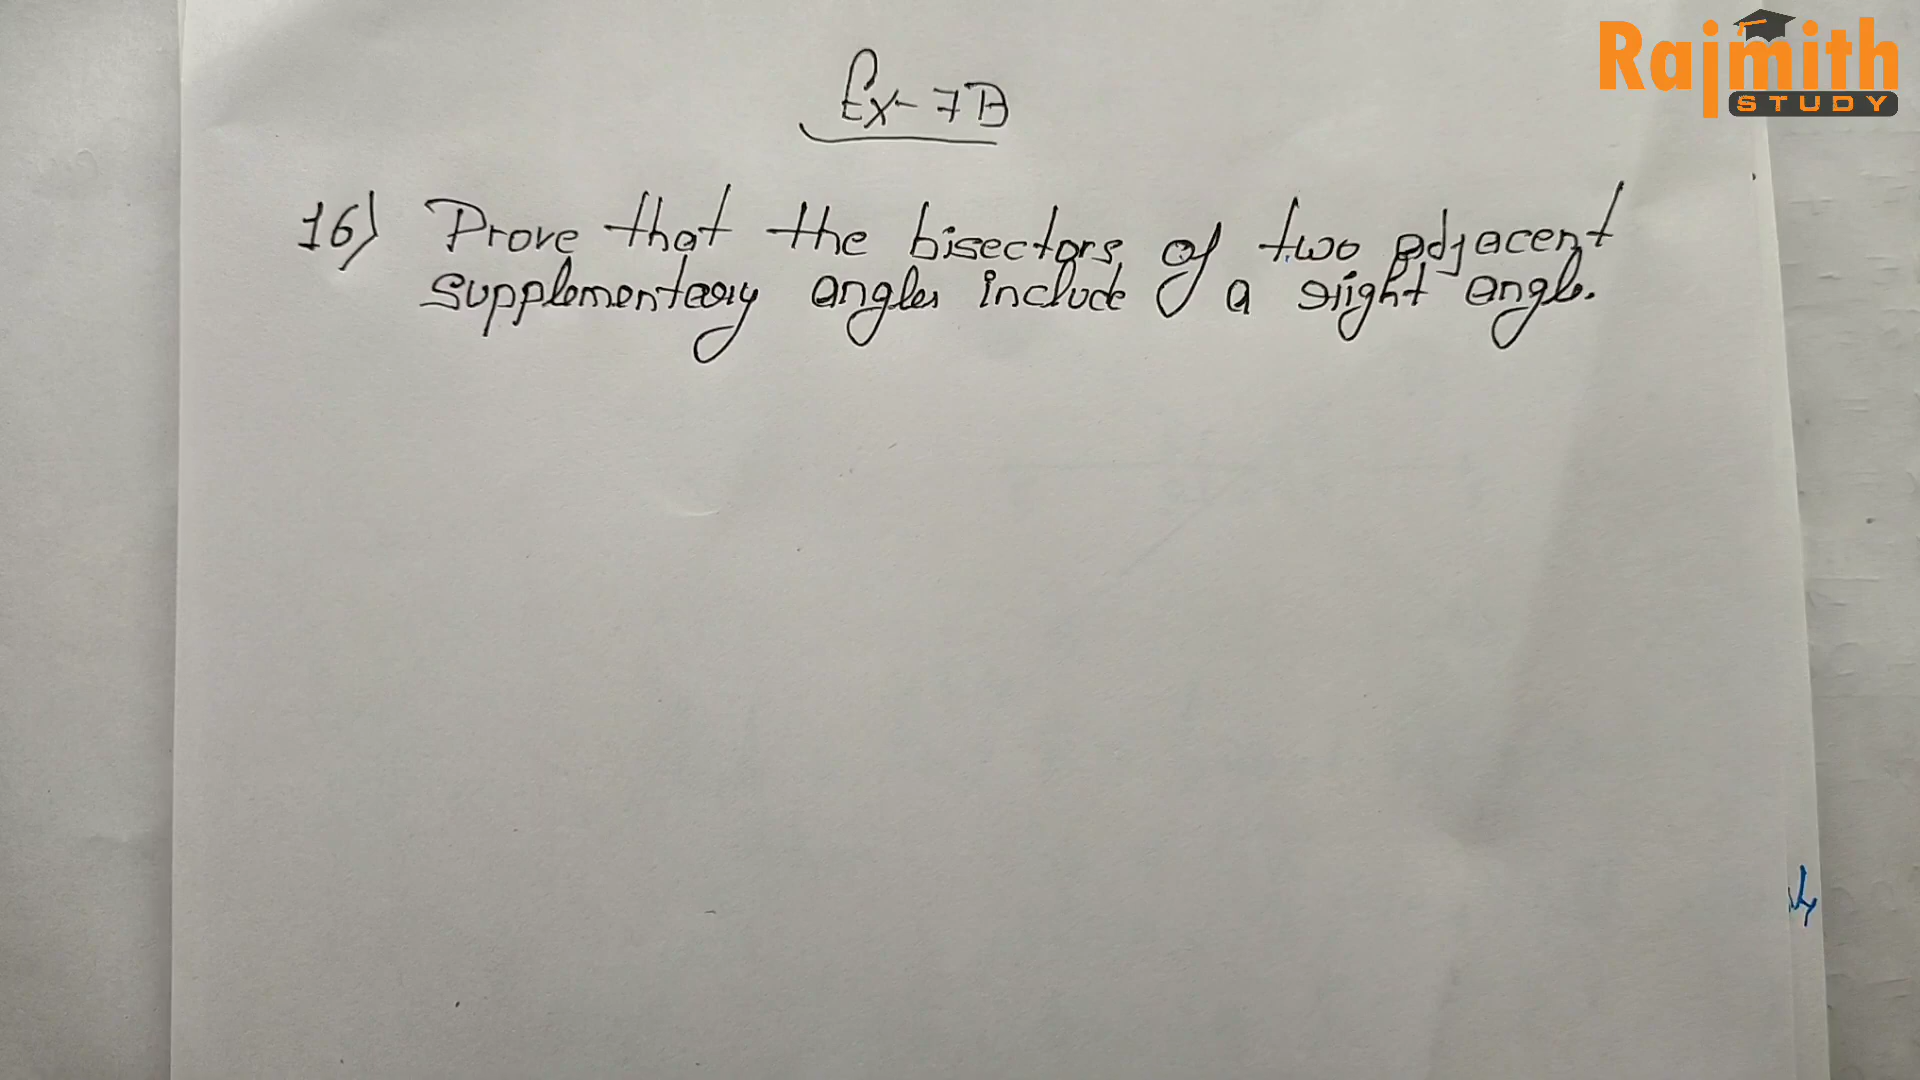 Rajmith
STUDY
Ex-7B
16) Prove that the bisectors of two adjacent
supplementary angles include a right angle.